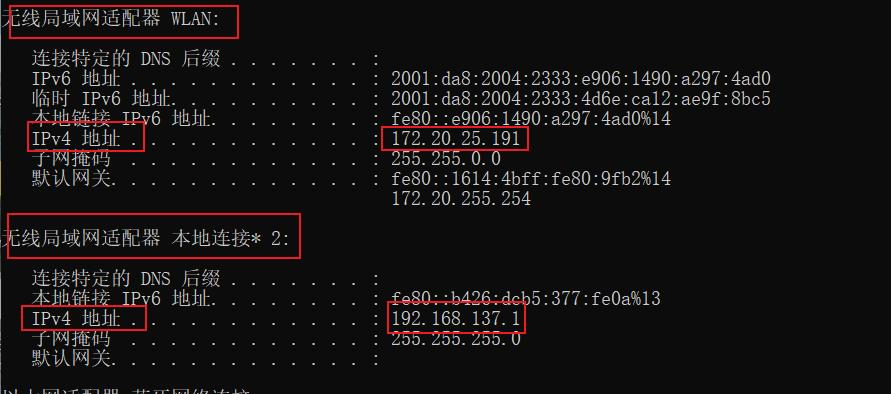 无线局域网适配器 WLAN:
连接特定的 DNS 后缀 . . . . . . . :
IPv6 地址 . . . . . . . . . . . . : 2001:da8:2004:2333:e906:1490:a297:4ad0
临时 IPv6 地址. . . . . . . . . . : 2001:da8:2004:2333:4d6e:ca12:ae9f:8bc5
本地链接 IPv6 地址. . . . . . . . : fe80::e906:1490:a297:4ad0%14
IPv4 地址 . . . . . . . . . . . . : 172.20.25.191
子网掩码 . . . . . . . . . . . . : 255.255.0.0
默认网关. . . . . . . . . . . . . : fe80::1614:4bff:fe80:9fb2%14
172.20.255.254
无线局域网适配器 本地连接* 2:
连接特定的 DNS 后缀 . . . . . . . :
本地链接 IPv6 地址. . . . . . . . : fe80::b426:dcb5:377:fe0a%13
IPv4 地址 . . . . . . . . . . . . : 192.168.137.1
子网掩码 . . . . . . . . . . . . : 255.255.255.0
默认网关. . . . . . . . . . . . . :